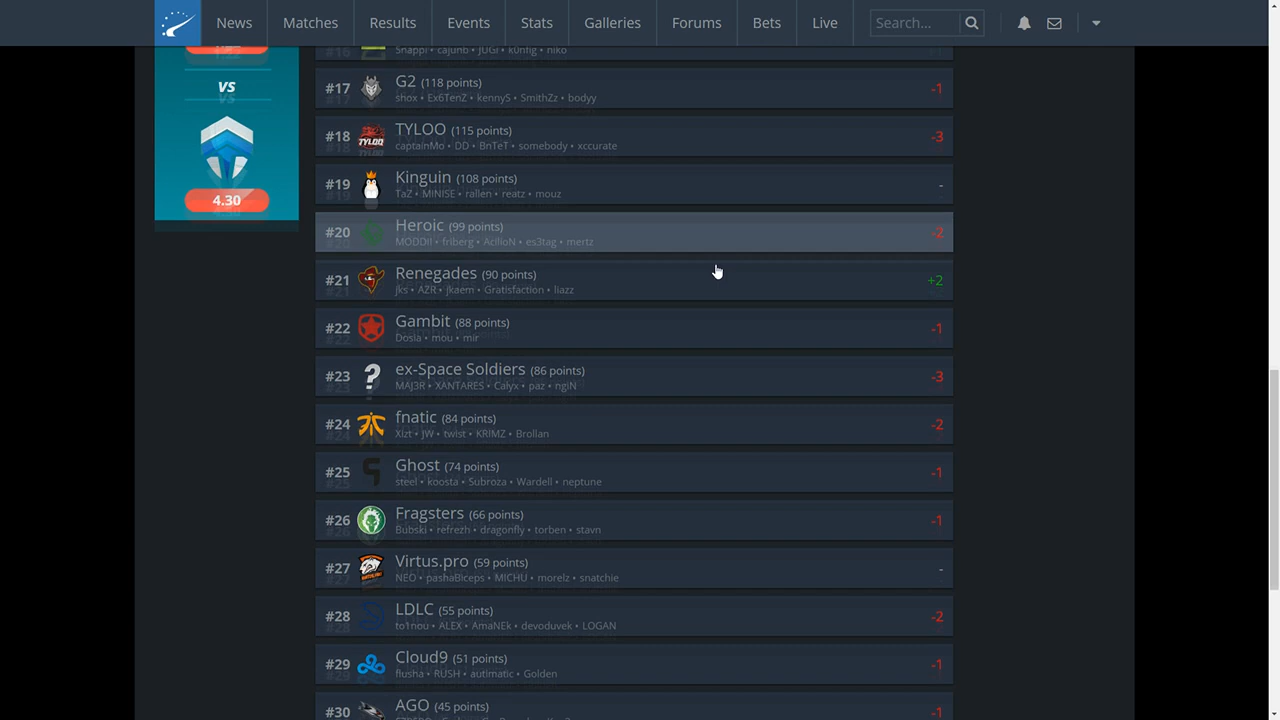 News Matches Results Events Stats Galleries Forums Bets Live Search...
#16 Snappi • cajunb • JUGi • k0nfig • niko
VS
#17 G2 (118 points) -1
shox • Ex6TenZ • kennyS • SmithZz • bodyy
#18 TYLOO (115 points) -3
captainMo • DD • BnTeT • somebody • xccurate
#19 Kinguin (108 points) -
TaZ • MINISE • rallen • reatz • mouz
4.30
#20 Heroic (99 points) -2
MODDII • friberg • AcilioN • es3tag • mertz
#21 Renegades (90 points) +2
jks • AZR • jkaem • Gratisfaction • liazz
#22 Gambit (88 points) -1
Dosia • mou • mir
#23 ex-Space Soldiers (86 points) -3
MAJ3R • XANTARES • Calyx • paz • ngiN
#24 fnatic (84 points) -2
Xizt • JW • twist • KRIMZ • Brollan
#25 Ghost (74 points) -1
steel • koosta • Subroza • Wardell • neptune
#26 Fragsters (66 points) -1
Bubski • refrezh • dragonfly • torben • stavn
#27 Virtus.pro (59 points) -
NEO • pashaBiceps • MICHU • morelz • snatchie
#28 LDLC (55 points) -2
to1nou • ALEX • AmaNEk • devoduvek • LOGAN
#29 Cloud9 (51 points) -1
flusha • RUSH • autimatic • Golden
#30 AGO (45 points) -1